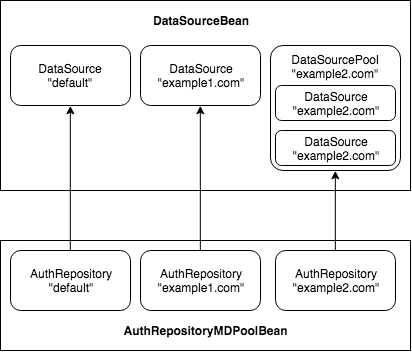 DataSourceBean
DataSource
"default"
DataSource
"example1.com"
DataSourcePool
"example2.com"
DataSource
"example2.com"
DataSource
"example2.com"
AuthRepository
"default"
AuthRepository
"example1.com"
AuthRepository
"example2.com"
AuthRepositoryMDPoolBean